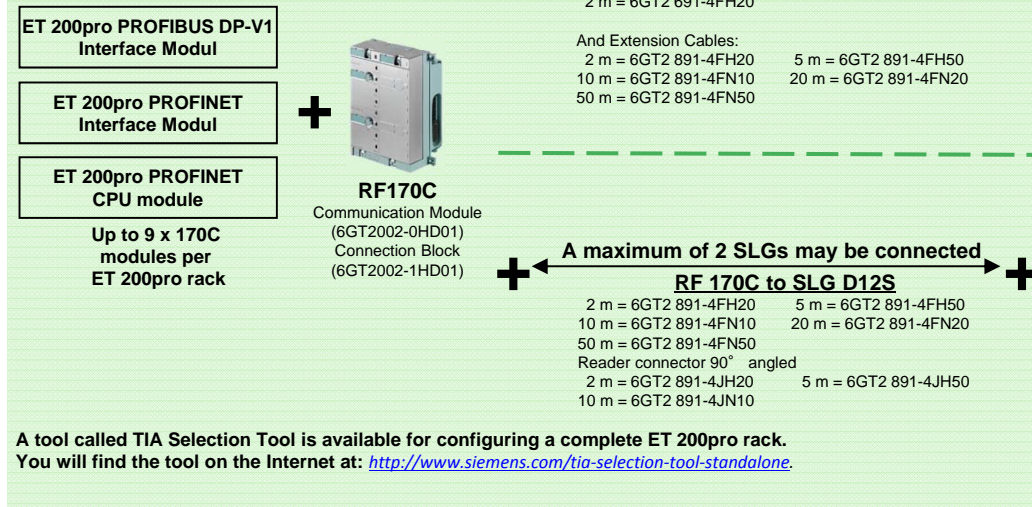 ET 200pro PROFIBUS DP-V1
Interface Modul
ET 200pro PROFINET
Interface Modul
ET 200pro PROFINET
CPU module
Up to 9 x 170C
modules per
ET 200pro rack
+
RF170C
Communication Module
(6GT2002-0HD01)
Connection Block
(6GT2002-1HD01)
And Extension Cables:
2 m = 6GT2 891-4FH20 5 m = 6GT2 891-4FH50
10 m = 6GT2 891-4FN10 20 m = 6GT2 891-4FN20
50 m = 6GT2 891-4FN50
+
A maximum of 2 SLGs may be connected
+
RF 170C to SLG D12S
2 m = 6GT2 891-4FH20 5 m = 6GT2 891-4FH50
10 m = 6GT2 891-4FN10 20 m = 6GT2 891-4FN20
50 m = 6GT2 891-4FN50
Reader connector 90° angled
2 m = 6GT2 891-4JH20 5 m = 6GT2 891-4JH50
10 m = 6GT2 891-4JN10
A tool called TIA Selection Tool is available for configuring a complete ET 200pro rack.
You will find the tool on the Internet at: http://www.siemens.com/tia-selection-tool-standalone.